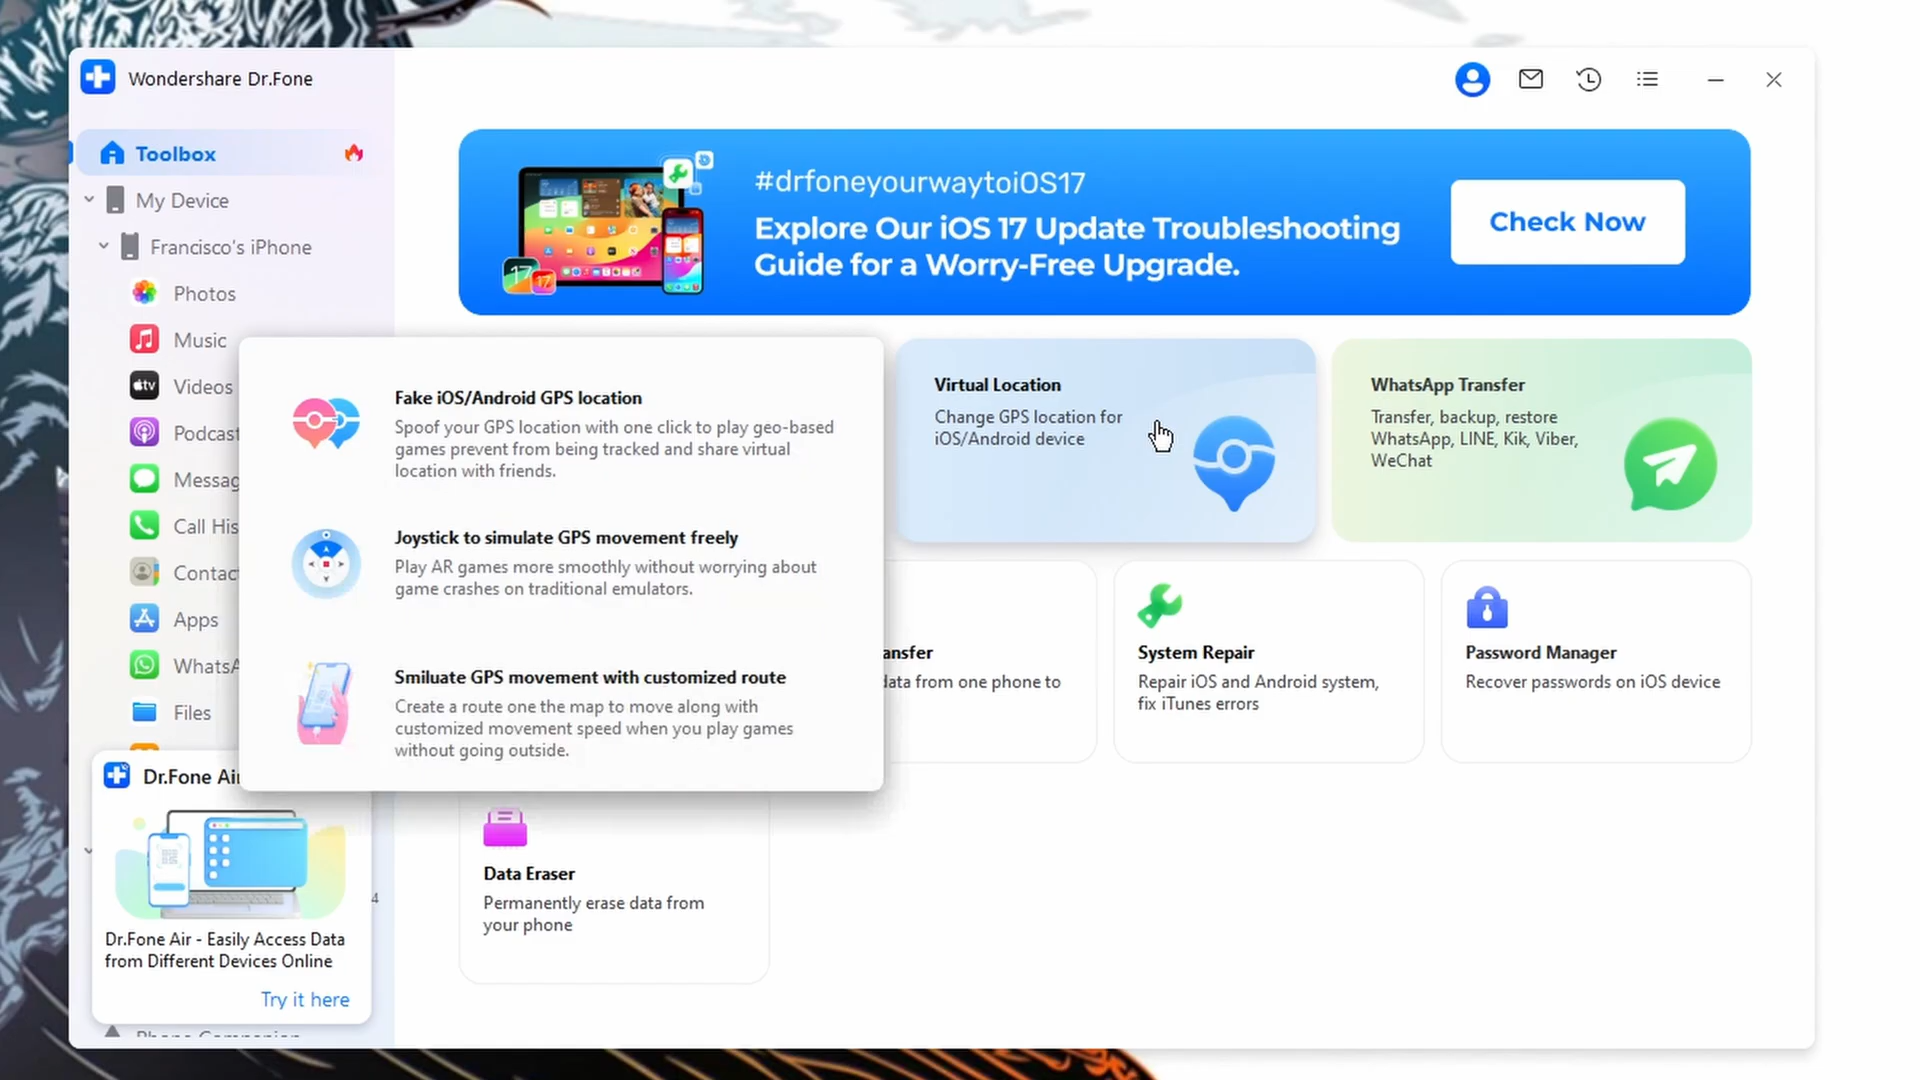 Wondershare Dr.Fone
Toolbox
My Device
Francisco's iPhone
Photos
Music
Videos
Podcast
Messag
Call His
Contac
Apps
WhatsA
Files
Dr.Fone Air
Dr.Fone Air - Easily Access Data
from Different Devices Online
Try it here
4
Phone Companion
#drfoneyourwaytoiOS17
Explore Our iOS 17 Update Troubleshooting
Guide for a Worry-Free Upgrade.
Check Now
17
17
tv
Fake iOS/Android GPS location
Spoof your GPS location with one click to play geo-based
games prevent from being tracked and share virtual
location with friends.
Joystick to simulate GPS movement freely
Play AR games more smoothly without worrying about
game crashes on traditional emulators.
Smiluate GPS movement with customized route
Create a route one the map to move along with
customized movement speed when you play games
without going outside.
Virtual Location
Change GPS location for
iOS/Android device
WhatsApp Transfer
Transfer, backup, restore
WhatsApp, LINE, Kik, Viber,
WeChat
ansfer
data from one phone to
System Repair
Repair iOS and Android system,
fix iTunes errors
Password Manager
Recover passwords on iOS device
Data Eraser
Permanently erase data from
your phone